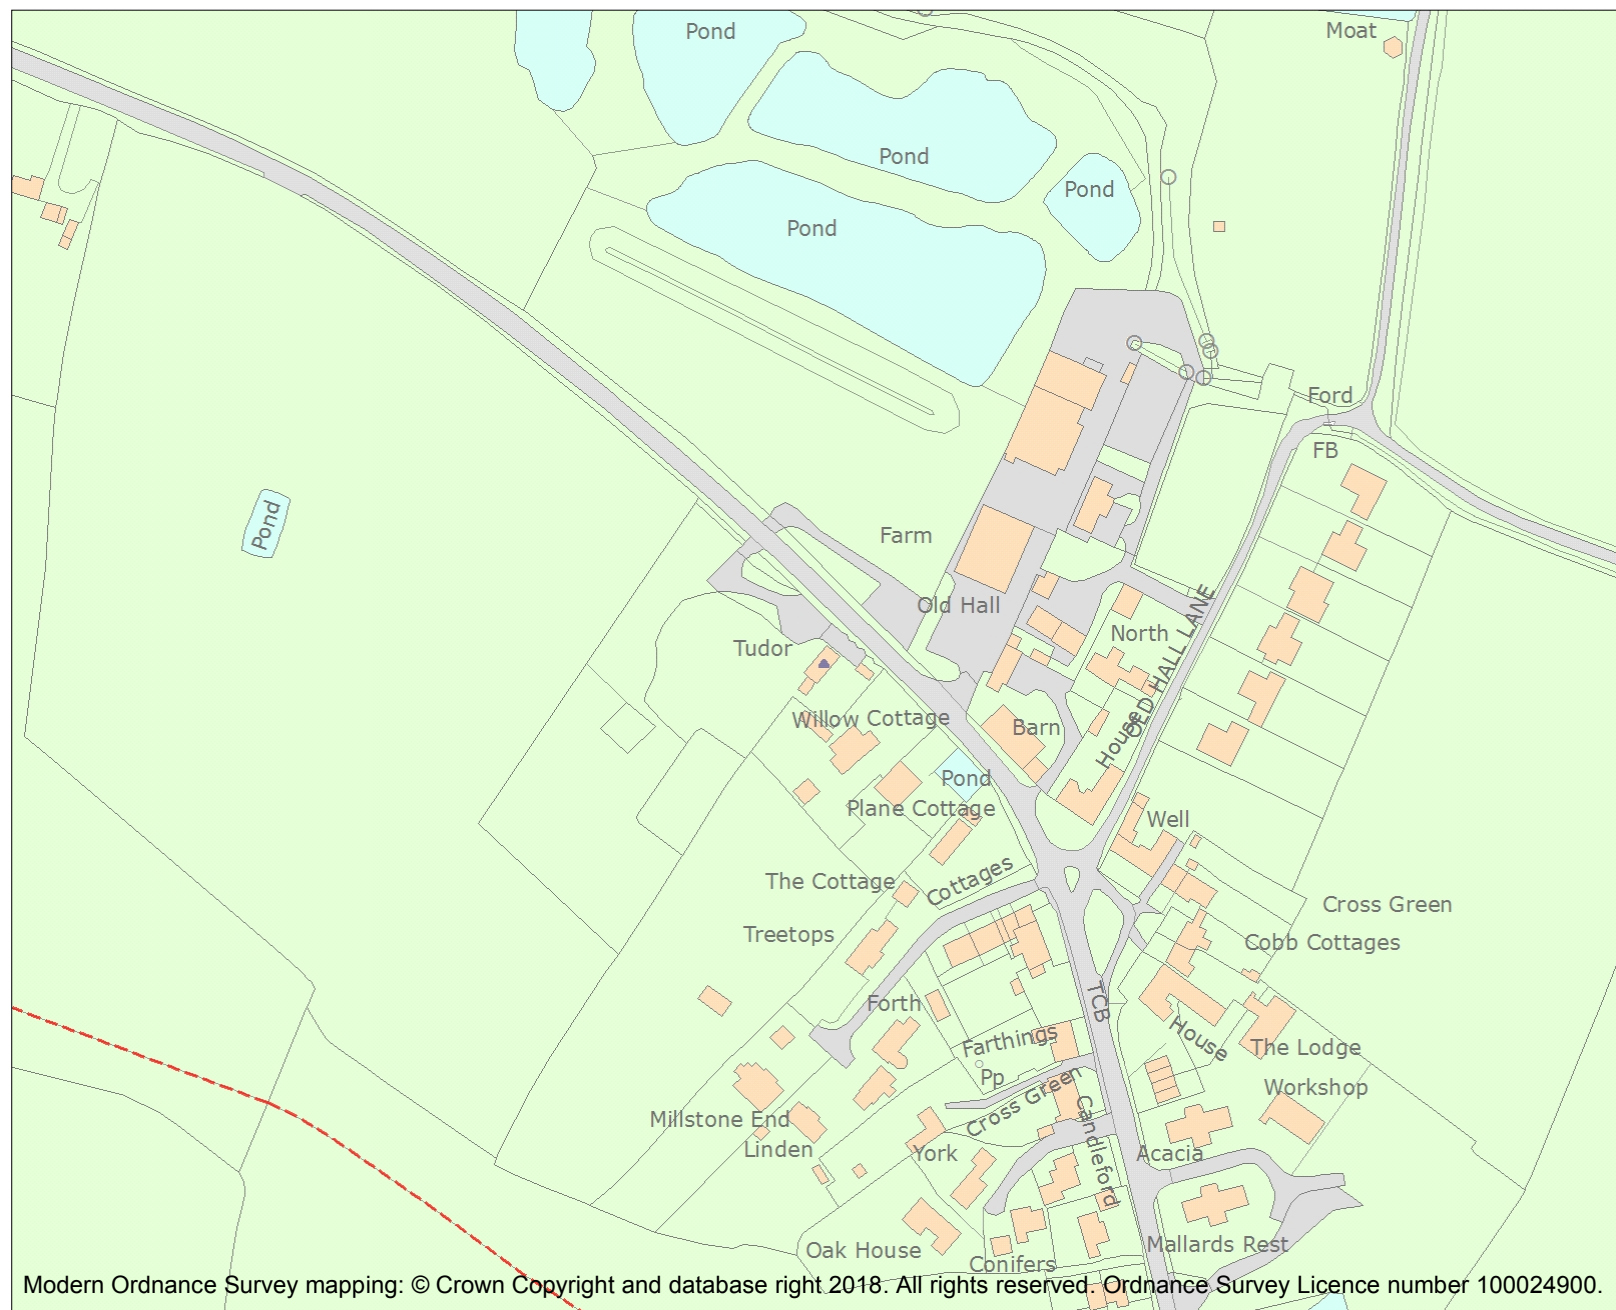 Pond
Moat
Pond
Pond
Pond
Ford
FB
Pond
Farm
Old Hall
North
OLD HALL LANE
Tudor
Willow Cottage
Barn
House
Pond
Plane Cottage
Well
The Cottage
Cottages
Cross Green
Treetops
Cobb Cottages
Forth
TCB
Farthings
House
The Lodge
Pp
Cross Green
Workshop
Millstone End
Candleford
Linden
York
Acacia
Oak House
Mallards Rest
Conifers
Modern Ordnance Survey mapping: © Crown Copyright and database right 2018. All rights reserved. Ordnance Survey Licence number 100024900.